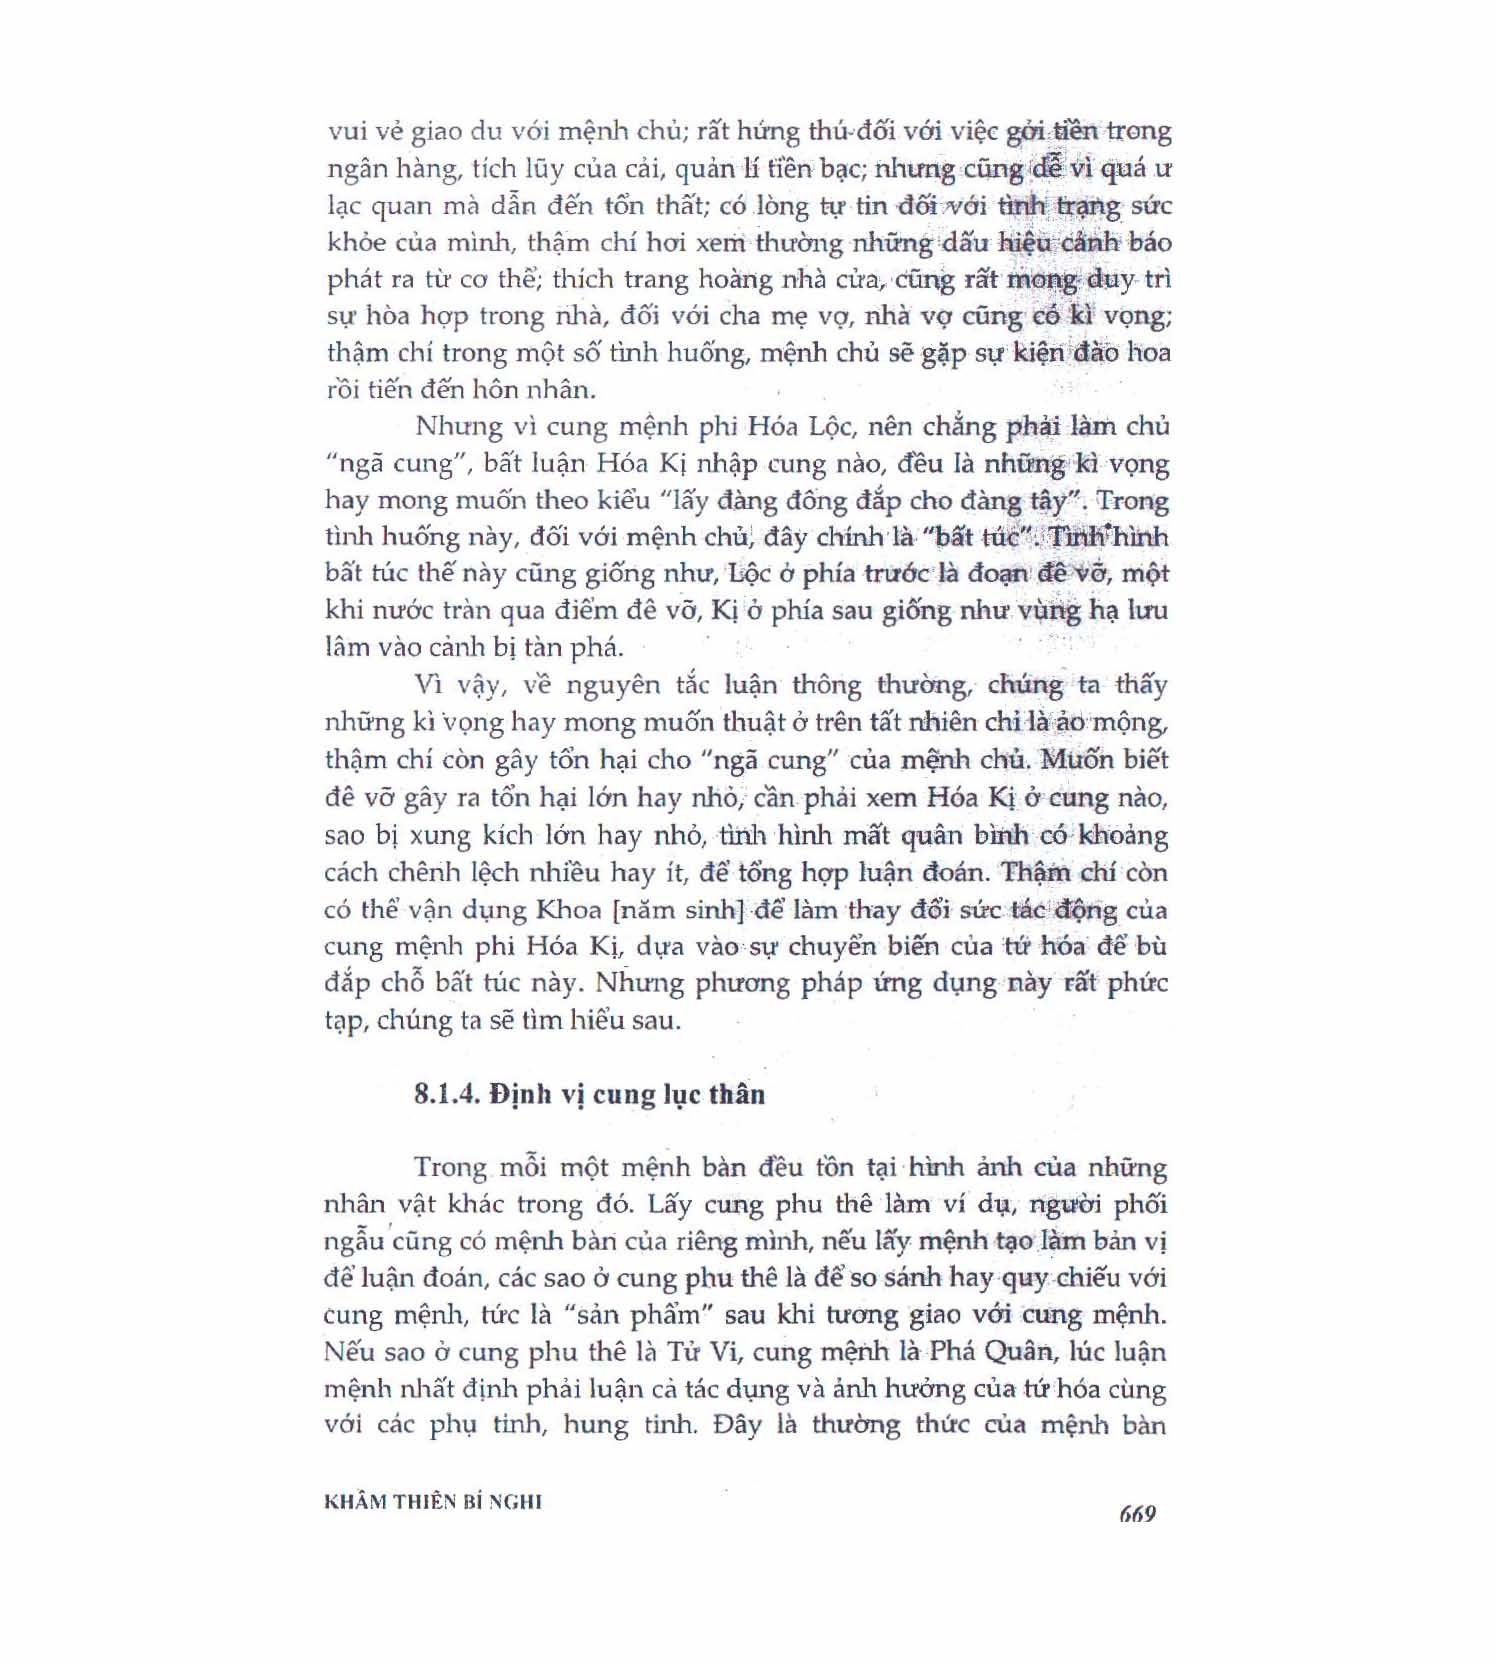 vui vẻ giao du với mệnh chủ; rất hứng thú đối với việc gởi tiền trong
ngân hàng, tích lũy của cải, quản lí tiền bạc; nhưng cũng dễ vì quá ư
lạc quan mà dẫn đến tổn thất; có lòng tự tin đối với tình trạng sức
khỏe của mình, thậm chí hơi xem thường những dấu hiệu cảnh báo
phát ra từ cơ thể; thích trang hoàng nhà cửa, cũng rất mong duy trì
sự hòa hợp trong nhà, đối với cha mẹ vợ, nhà vợ cũng có kì vọng;
thậm chí trong một số tình huống, mệnh chủ sẽ gặp sự kiện đào hoa
rồi tiến đến hôn nhân.
Nhưng vì cung mệnh phi Hóa Lộc, nên chẳng phải làm chủ
"ngã cung", bất luận Hóa Kị nhập cung nào, đều là những kì vọng
hay mong muốn theo kiểu "lấy đàng đông đắp cho đàng tây". Trong
tình huống này, đối với mệnh chủ, đây chính là "bất túc". Tình hình
bất túc thế này cũng giống như, Lộc ở phía trước là đoạn đê vỡ, một
khi nước tràn qua điểm đê vỡ, Kị ở phía sau giống như vùng hạ lưu
lâm vào cảnh bị tàn phá.
Vì vậy, về nguyên tắc luận thông thường, chúng ta thấy
những kì vọng hay mong muốn thuật ở trên tất nhiên chỉ là ảo mộng,
thậm chí còn gây tổn hại cho "ngã cung" của mệnh chủ. Muốn biết
đê vỡ gây ra tổn hại lớn hay nhỏ, cần phải xem Hóa Kị ở cung nào,
sao bị xung kích lớn hay nhỏ, tình hình mất quân bình có khoảng
cách chênh lệch nhiều hay ít, để tổng hợp luận đoán. Thậm chí còn
có thể vận dụng Khoa [năm sinh] để làm thay đổi sức tác động của
cung mệnh phi Hóa Kị, dựa vào sự chuyển biến của tứ hóa để bù
đắp chỗ bất túc này. Nhưng phương pháp ứng dụng này rất phức
tạp, chúng ta sẽ tìm hiểu sau.
8.1.4. Định vị cung lục thân
Trong mỗi một mệnh bàn đều tồn tại hình ảnh của những
nhân vật khác trong đó. Lấy cung phu thê làm ví dụ, người phối
ngẫu cũng có mệnh bàn của riêng mình, nếu lấy mệnh tạo làm bản vị
để luận đoán, các sao ở cung phu thê là để so sánh hay quy chiếu với
cung mệnh, tức là "sản phẩm" sau khi tương giao với cung mệnh.
Nếu sao ở cung phu thê là Tử Vi, cung mệnh là Phá Quân, lúc luận
mệnh nhất định phải luận cả tác dụng và ảnh hưởng của tứ hóa cùng
với các phụ tinh, hung tinh. Đây là thường thức của mệnh bàn
KHÂM THIÊN BÍ NGHI
669